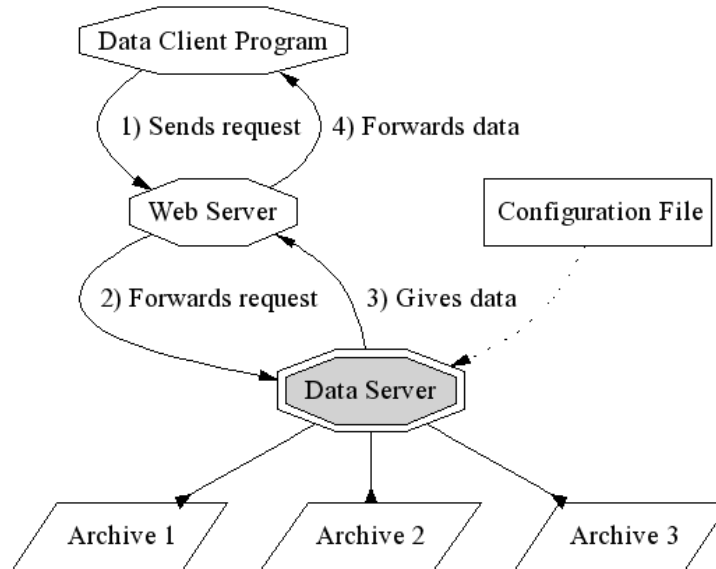 Data Client Program
1) Sends request
4) Forwards data
Web Server
Configuration File
2) Forwards request
3) Gives data
Data Server
Archive 1
Archive 2
Archive 3